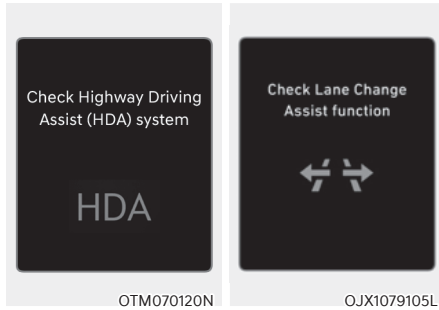 Check Highway Driving
Assist (HDA) system
HDA
OTM070120N
Check Lane Change
Assist function
OJX1079105L